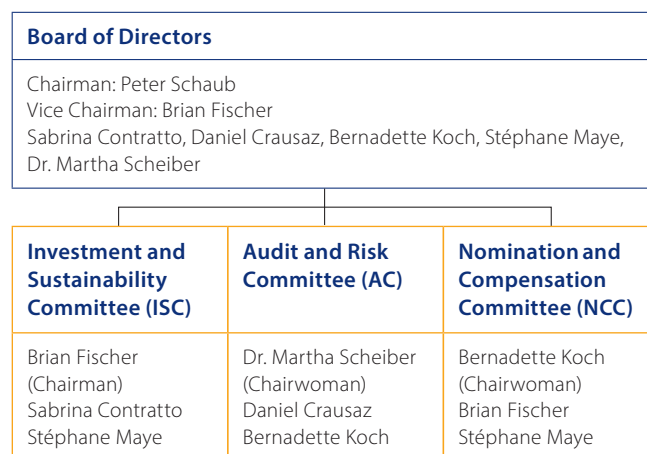 Board of Directors
Chairman: Peter Schaub
Vice Chairman: Brian Fischer
Sabrina Contratto, Daniel Crausaz, Bernadette Koch, Stéphane Maye,
Dr. Martha Scheiber
Investment and
Sustainability
Committee (ISC)
Brian Fischer
(Chairman)
Sabrina Contratto
Stéphane Maye
Audit and Risk
Committee (AC)
Dr. Martha Scheiber
(Chairwoman)
Daniel Crausaz
Bernadette Koch
Nomination and
Compensation
Committee (NCC)
Bernadette Koch
(Chairwoman)
Brian Fischer
Stéphane Maye